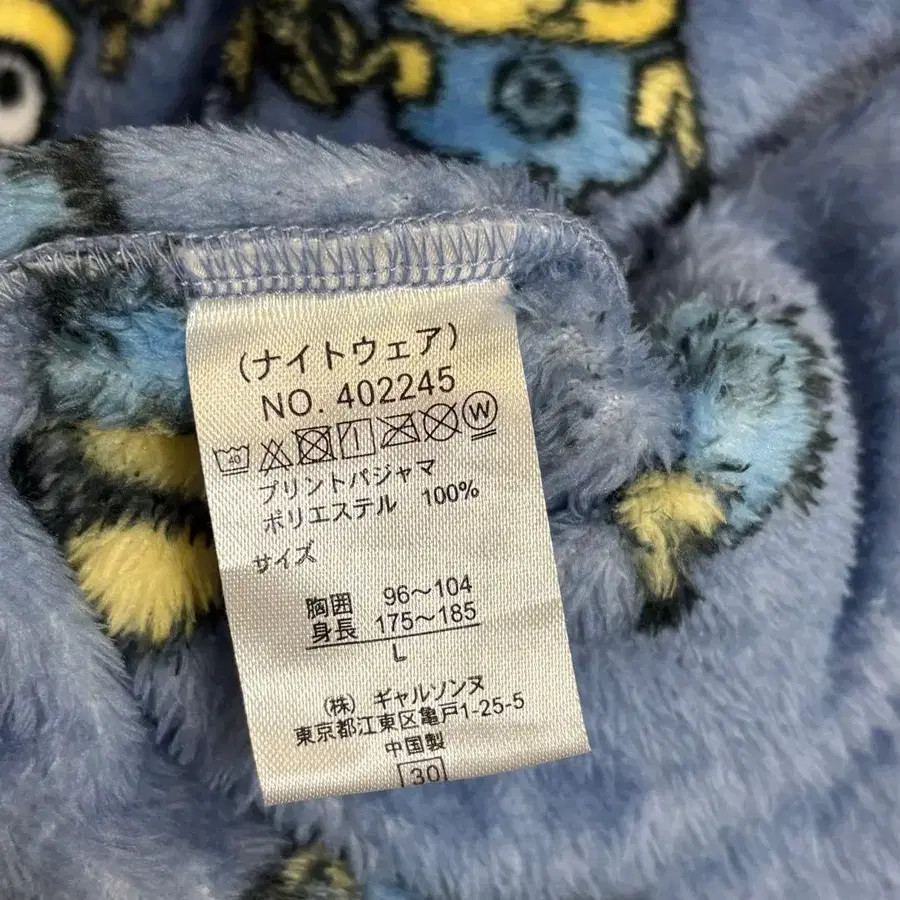 (ナイトウェア)
NO. 402245
40 W
プリントパジャマ
ポリエステル 100%
サイズ
胸囲 96～104
身長 175～185
L
(株) ギャルソンヌ
東京都江東区亀戸1-25-5
中国製
30